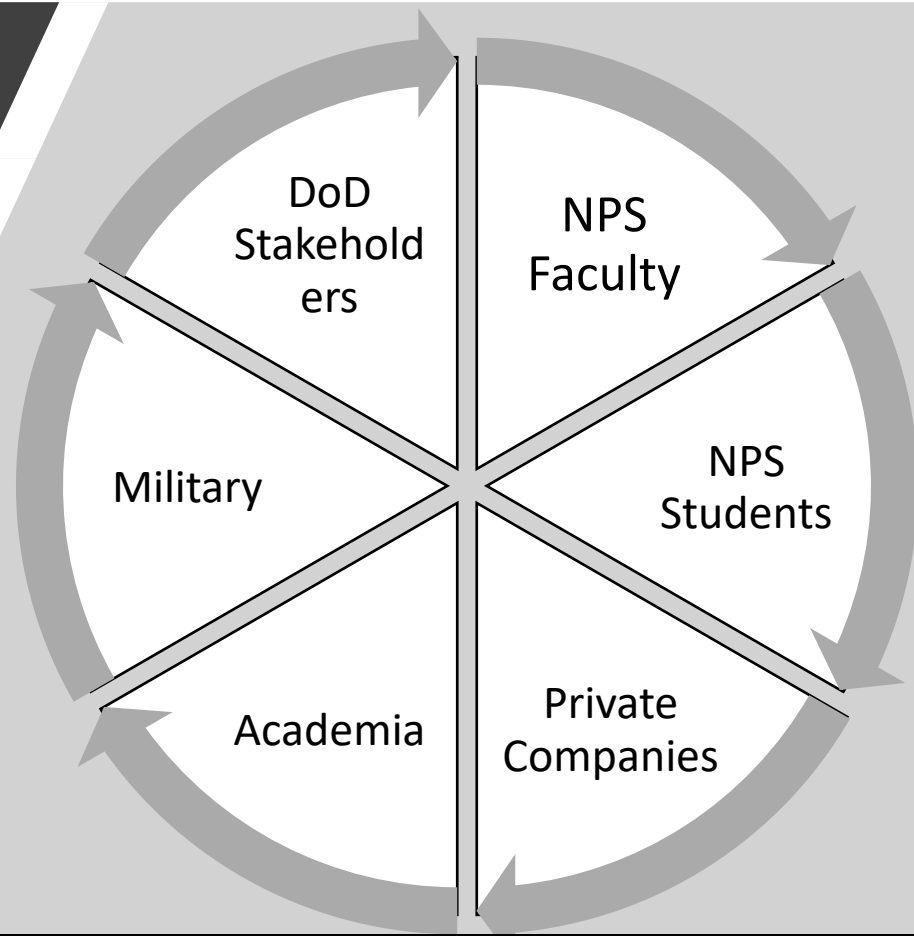 DoD
Stakehold
ers
NPS
Faculty
NPS
Students
Private
Companies
Academia
Military